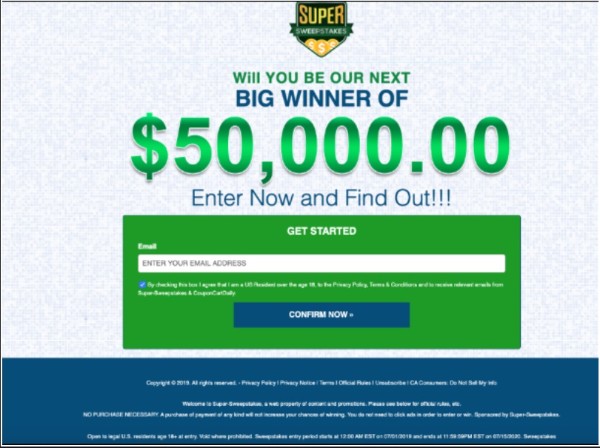 SUPER
SWEEPSTAKES
$ $ $
Will YOU BE OUR NEXT
BIG WINNER OF
$50,000.00
Enter Now and Find Out!!!
GET STARTED
Email
ENTER YOUR EMAIL ADDRESS
By checking this box I agree that I am a US Resident over the age 18, to the Privacy Policy, Terms & Conditions and to receive relevant emails from
Super-Sweepstakes & CouponCartDaily
CONFIRM NOW »
Copyright © 2019. All rights reserved. - Privacy Policy | Privacy Notice | Terms | Official Rules | Unsubscribe | CA Consumers: Do Not Sell My Info
Welcome to Super-Sweepstakes, a web property of contant and promotions. Please see below for official rules, etc.
NO PURCHASE NECESSARY A purchase of payment of any kind will not increase your chances of winning. You do not need to click ads in order to enter or win. Sponsored by Super-Sweepstakes.
Open to legal U.S. residents age 18+ at entry. Void where prohibited. Sweepstakes entry period starts at 12:00 AM EST on 07/01/2019 and ends at 11:59:59PM EST on 07/15/2020.